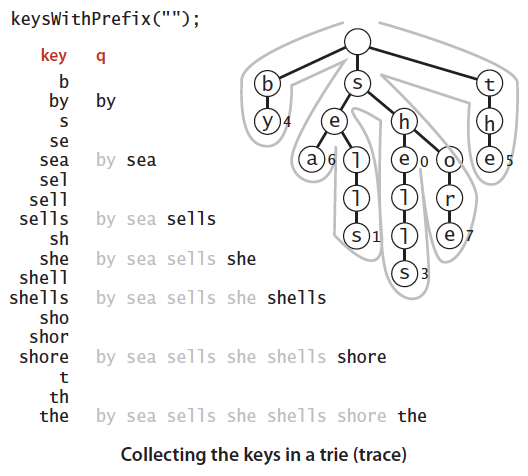 keysWithPrefix("");
key q
b
by by
s
se
sea by sea
sel
sell
sells by sea sells
sh
she by sea sells she
shell
shells by sea sells she shells
sho
shor
shore by sea sells she shells shore
t
th
the by sea sells she shells shore the
b s t
y 4 e h h
a 6 l e 0 o e 5
l l r
s 1 l e 7
s 3
Collecting the keys in a trie (trace)